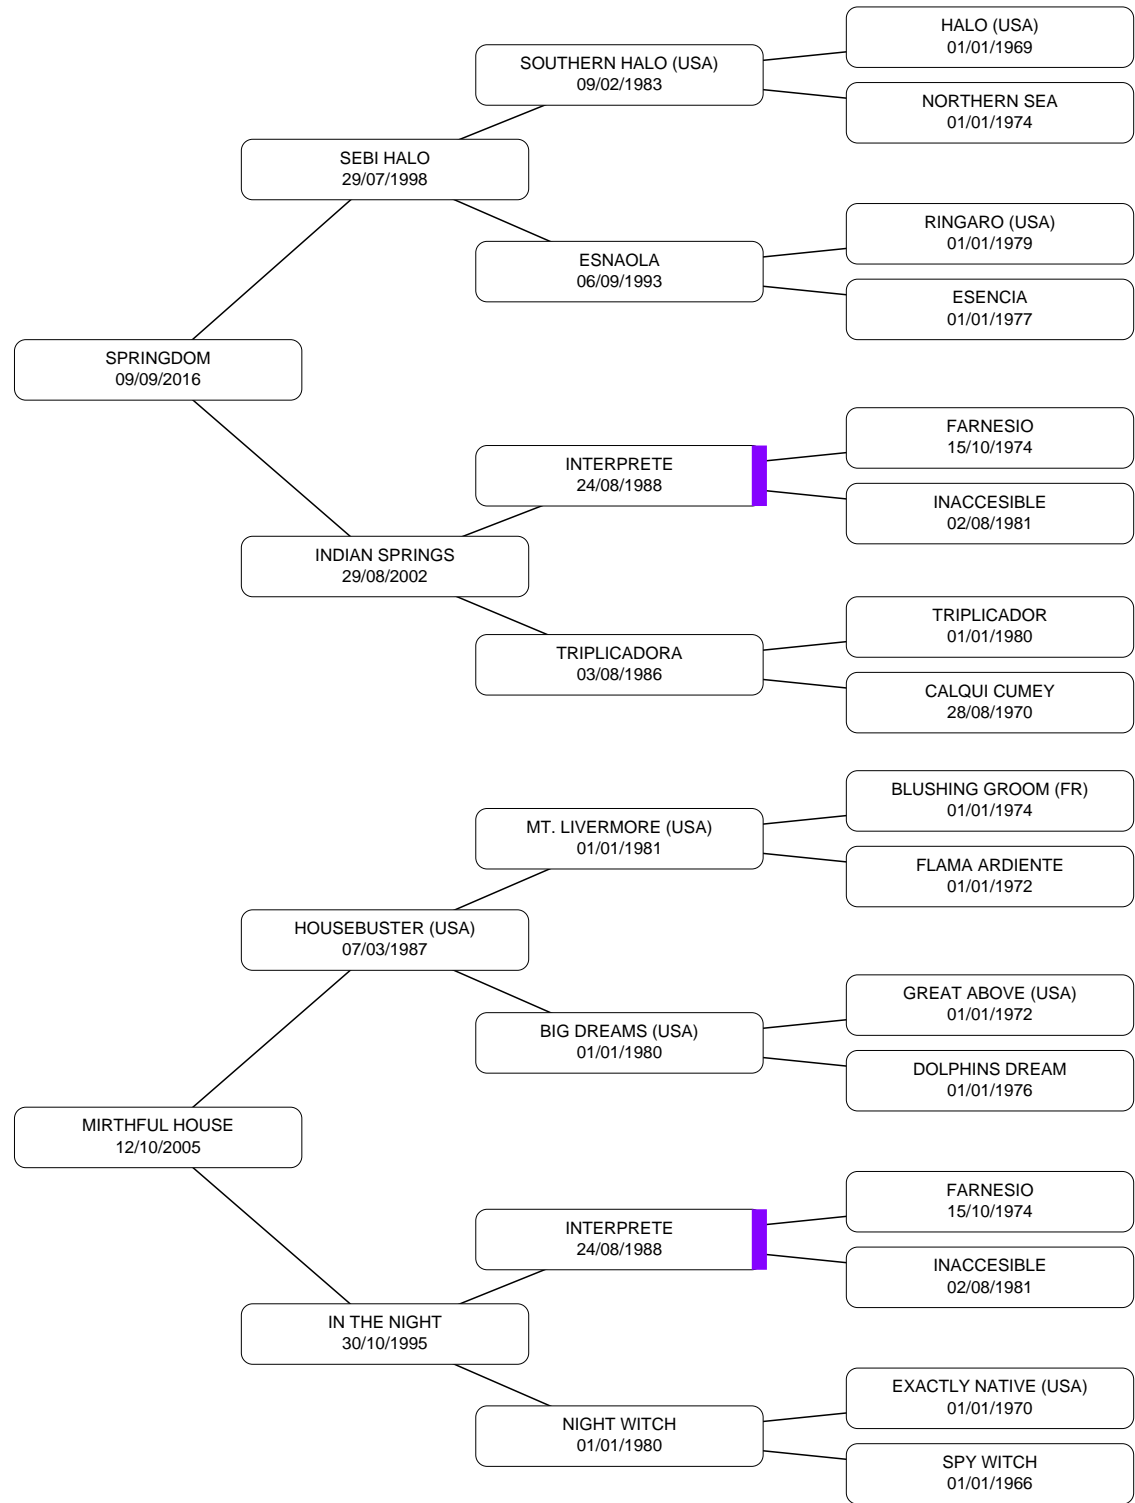 HALO (USA)
01/01/1969
SOUTHERN HALO (USA)
09/02/1983
NORTHERN SEA
01/01/1974
SEBI HALO
29/07/1998
RINGARO (USA)
01/01/1979
ESNAOLA
06/09/1993
ESENCIA
01/01/1977
SPRINGDOM
09/09/2016
FARNESIO
15/10/1974
INTERPRETE
24/08/1988
INACCESIBLE
02/08/1981
INDIAN SPRINGS
29/08/2002
TRIPLICADOR
01/01/1980
TRIPLICADORA
03/08/1986
CALQUI CUMEY
28/08/1970
BLUSHING GROOM (FR)
01/01/1974
MT. LIVERMORE (USA)
01/01/1981
FLAMA ARDIENTE
01/01/1972
HOUSEBUSTER (USA)
07/03/1987
GREAT ABOVE (USA)
01/01/1972
BIG DREAMS (USA)
01/01/1980
DOLPHINS DREAM
01/01/1976
MIRTHFUL HOUSE
12/10/2005
FARNESIO
15/10/1974
INTERPRETE
24/08/1988
INACCESIBLE
02/08/1981
IN THE NIGHT
30/10/1995
EXACTLY NATIVE (USA)
01/01/1970
NIGHT WITCH
01/01/1980
SPY WITCH
01/01/1966